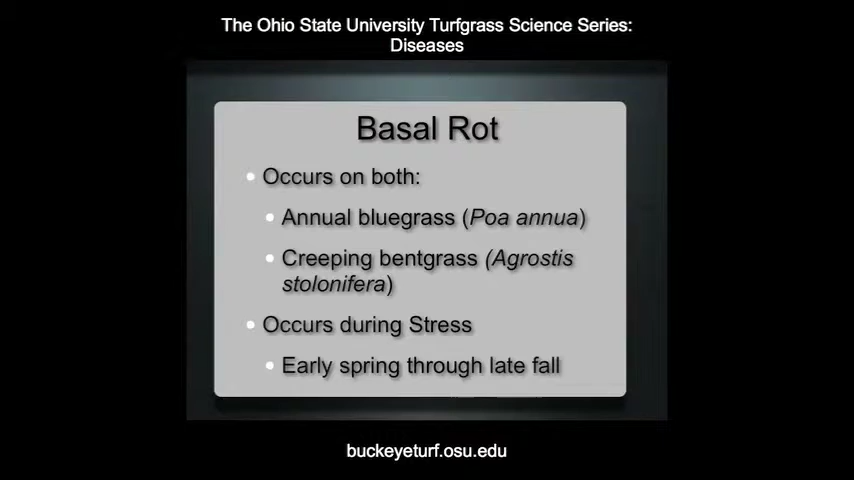 The Ohio State University Turfgrass Science Series:
Diseases
Basal Rot
• Occurs on both:
• Annual bluegrass (Poa annua)
• Creeping bentgrass (Agrostis
stolonifera)
• Occurs during Stress
• Early spring through late fall
buckeyeturf.osu.edu